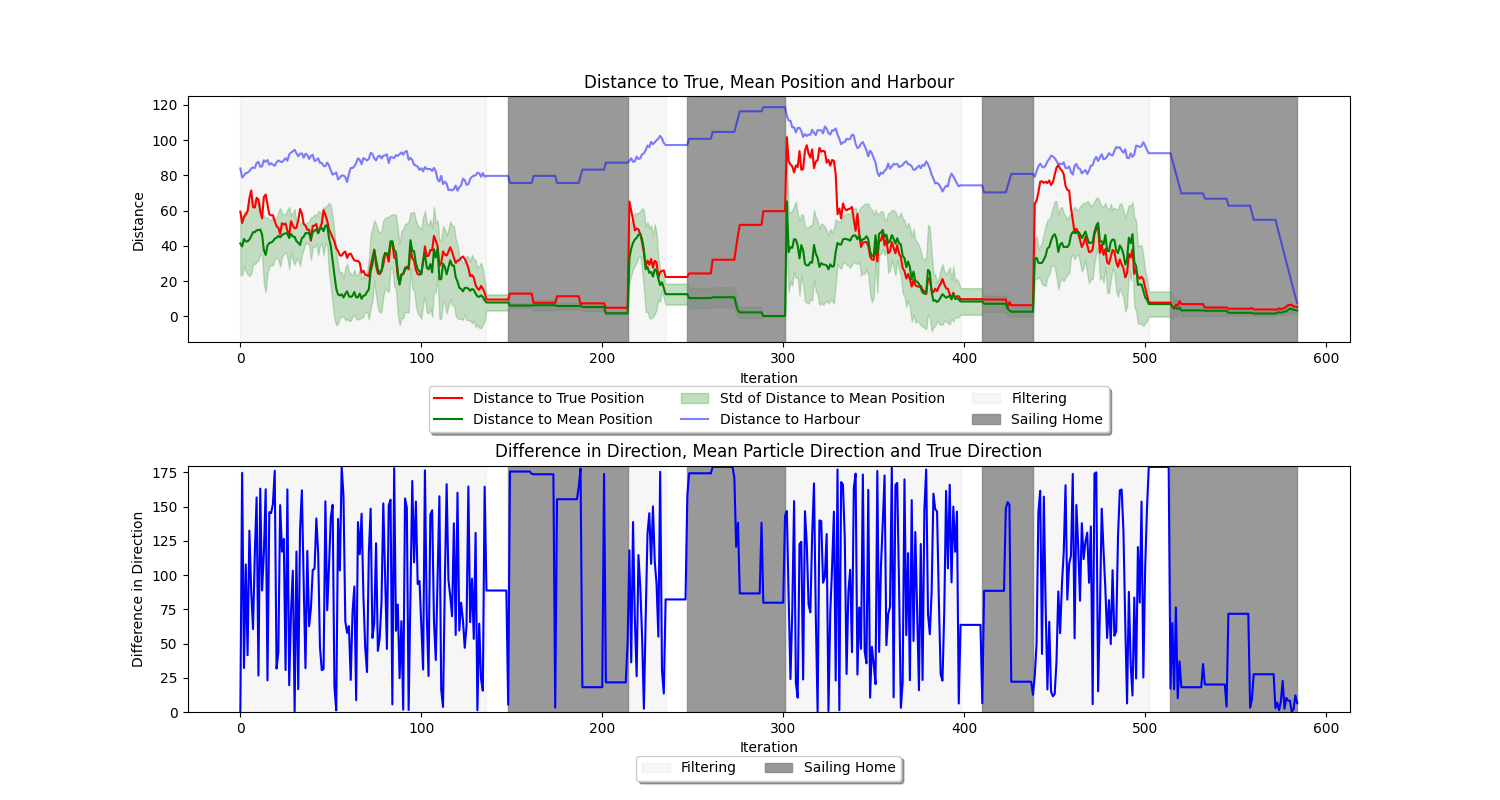 Distance to True, Mean Position and Harbour
120
100
80
60
40
20
0
Distance
0 100 200 300 400 500 600
Iteration
Distance to True Position Std of Distance to Mean Position Filtering
Distance to Mean Position Distance to Harbour Sailing Home
Difference in Direction, Mean Particle Direction and True Direction
175
150
125
100
75
50
25
0
Difference in Direction
0 100 200 300 400 500 600
Iteration
Filtering Sailing Home